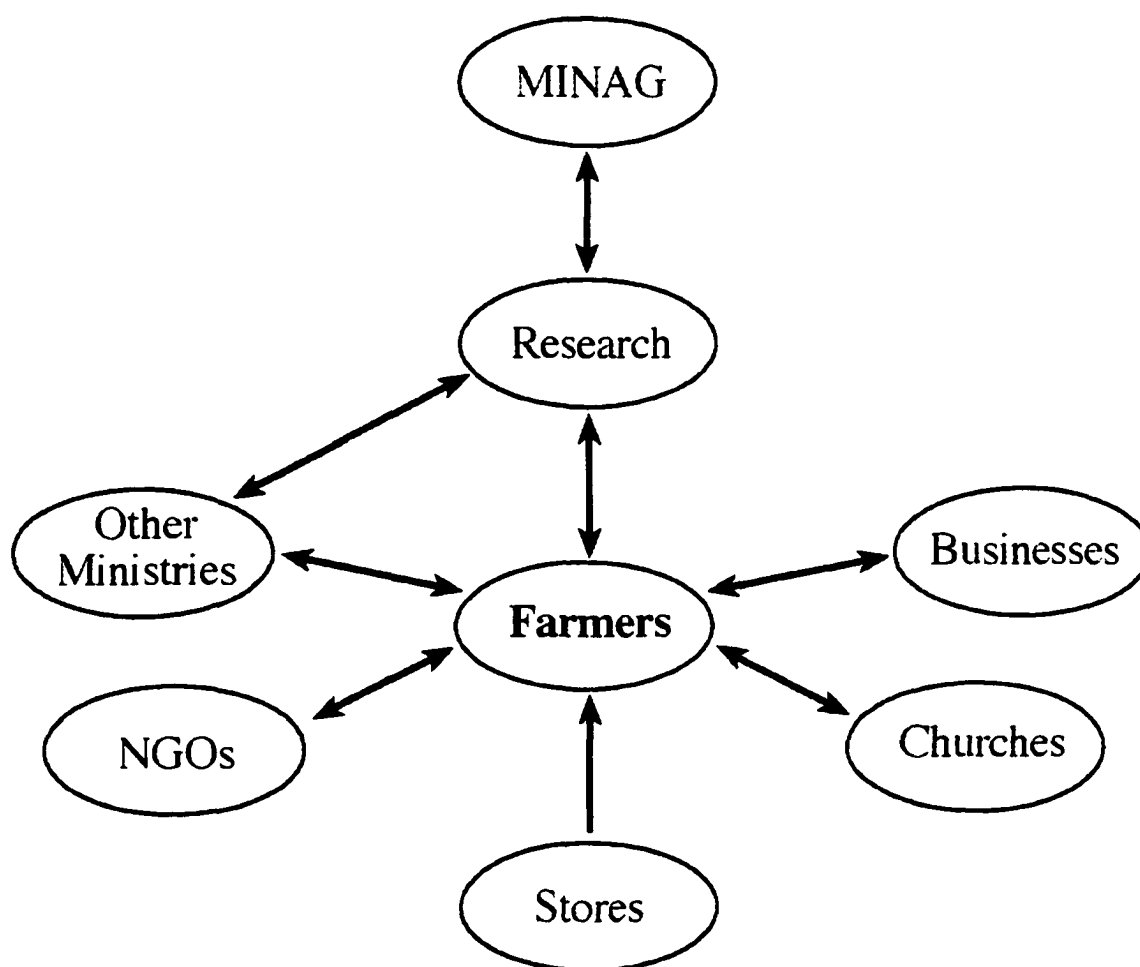 MINAG
Research
Other
Ministries
Businesses
Farmers
NGOs
Churches
Stores